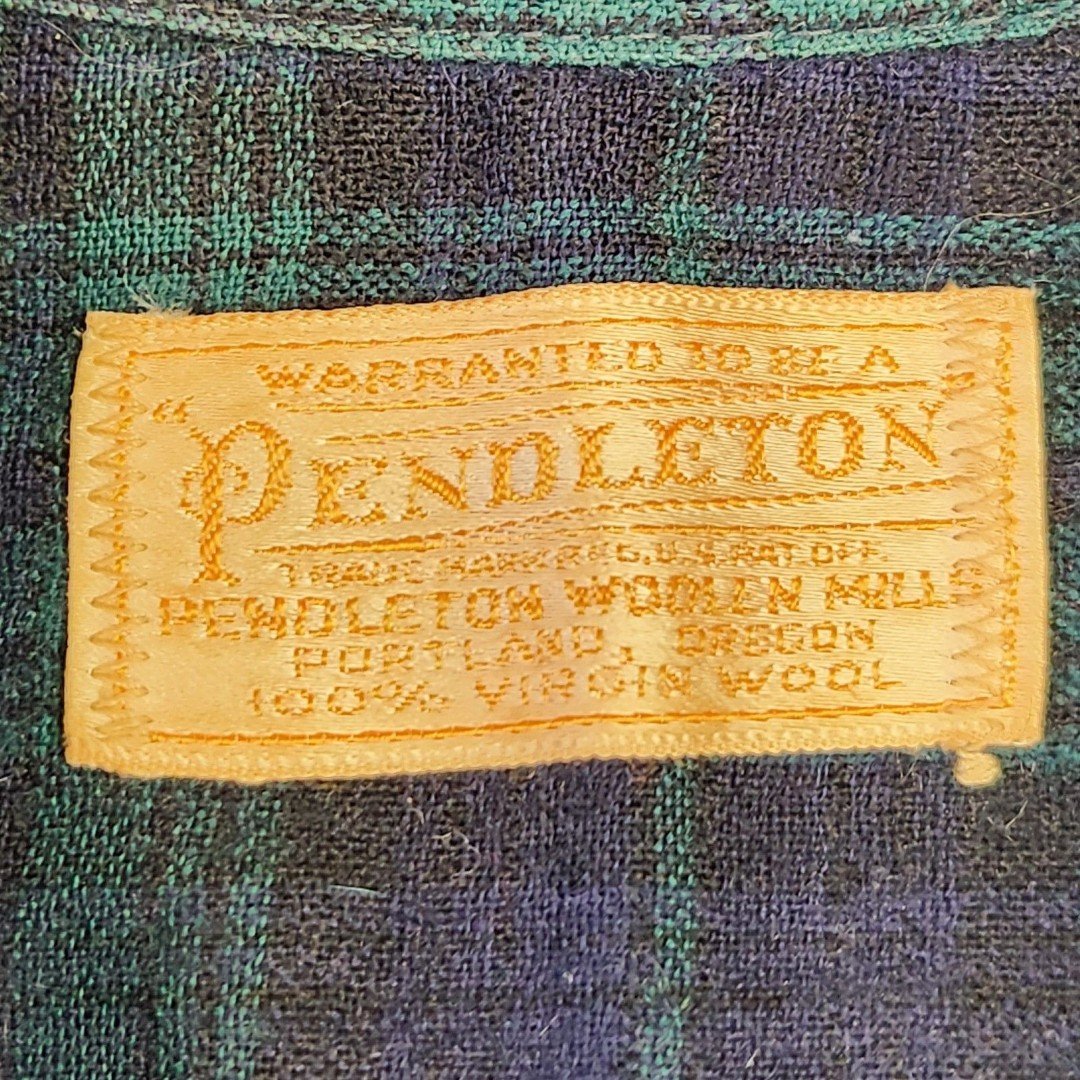 WARRANTED TO BE A
"PENDLETON"
TRADE MARK REG. U.S. PAT. OFF.
PENDLETON WOOLEN MILLS
PORTLAND, OREGON
100% VIRGIN WOOL